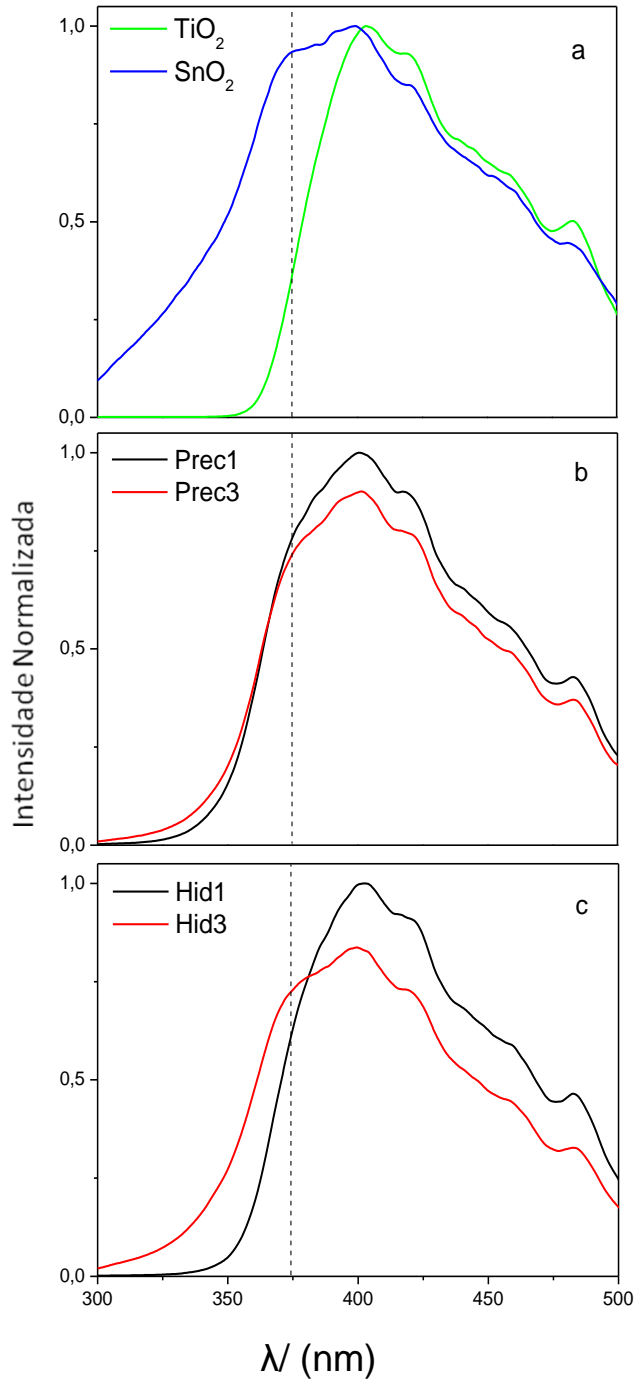 1,0
TiO2
SnO2
a
0,5
0,0
1,0
Prec1
Prec3
b
0,5
0,0
1,0
Hid1
Hid3
c
0,5
0,0
300
350
400
450
500
Intensidade Normalizada
λ/ (nm)